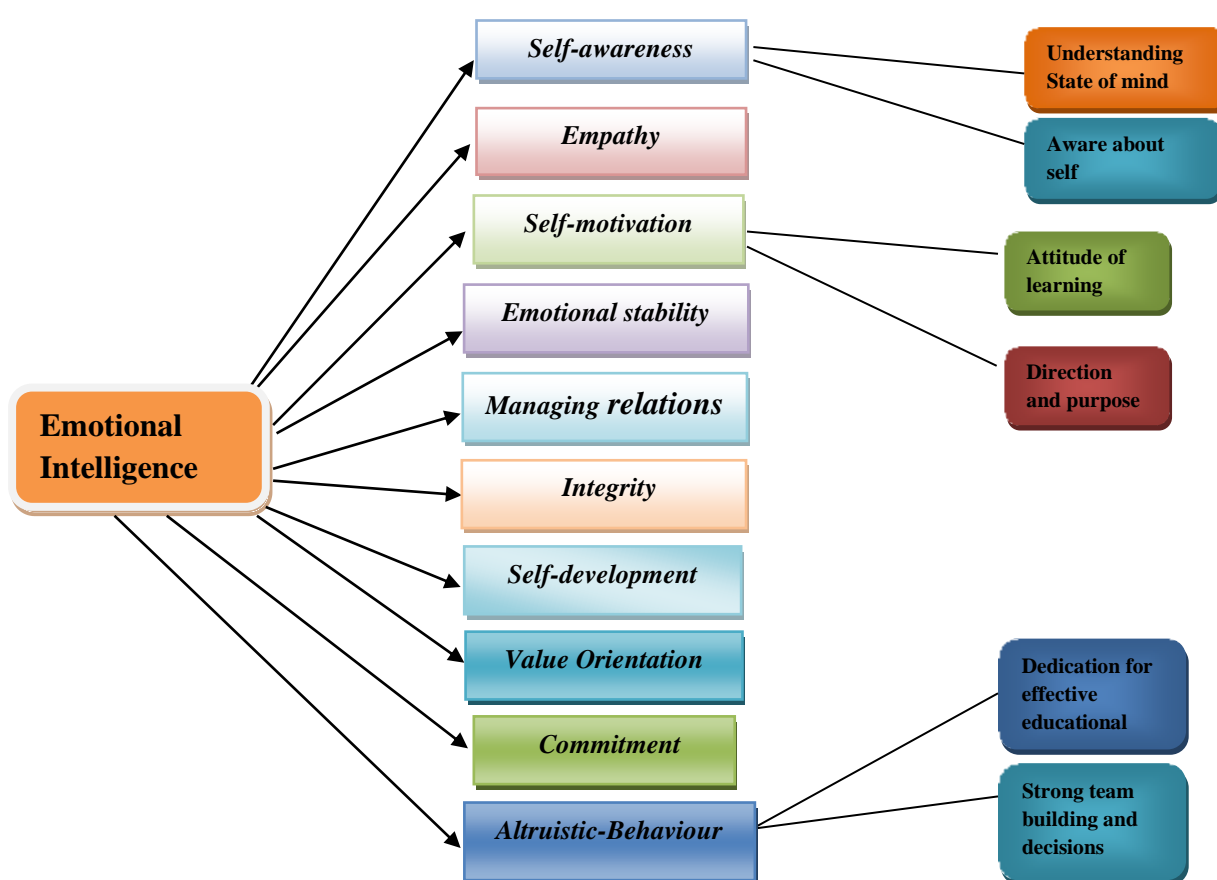 Self-awareness
Understanding
State of mind
Empathy
Aware about
self
Self-motivation
Attitude of
learning
Emotional stability
Direction
and purpose
Managing relations
Emotional
Intelligence
Integrity
Self-development
Value Orientation
Dedication for
effective
educational
Commitment
Strong team
building and
decisions
Altruistic-Behaviour